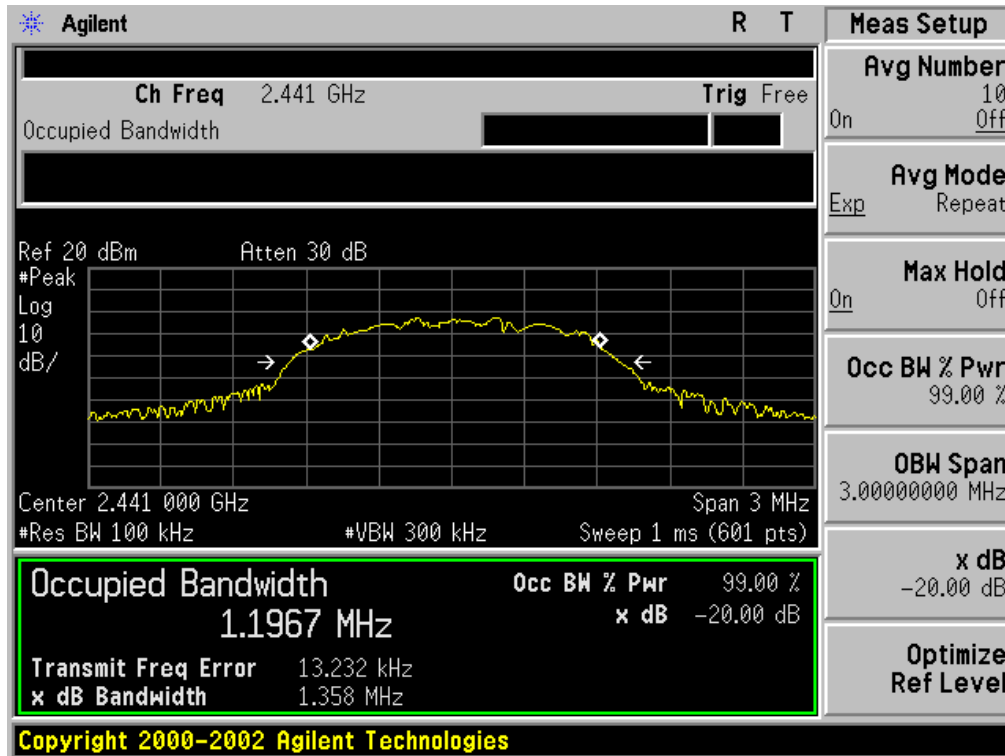 Agilent R T
Ch Freq 2.441 GHz Trig Free
Occupied Bandwidth
Ref 20 dBm Atten 30 dB
#Peak
Log
10
dB/
Center 2.441 000 GHz Span 3 MHz
#Res BW 100 kHz #VBW 300 kHz Sweep 1 ms (601 pts)
Occupied Bandwidth Occ BW % Pwr 99.00 %
1.1967 MHz x dB -20.00 dB
Transmit Freq Error 13.232 kHz
x dB Bandwidth 1.358 MHz
Meas Setup
Avg Number
10
On Off
Avg Mode
Exp Repeat
Max Hold
On Off
Occ BW % Pwr
99.00 %
OBW Span
3.00000000 MHz
x dB
-20.00 dB
Optimize
Ref Level
Copyright 2000-2002 Agilent Technologies